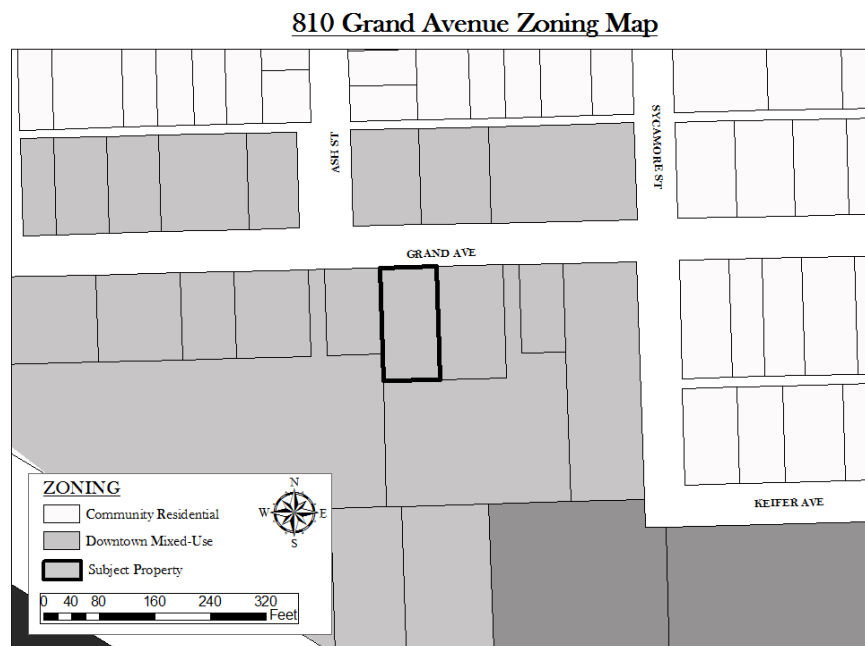 810 Grand Avenue Zoning Map
ASH ST
SYCAMORE ST
GRAND AVE
KEIFER AVE
ZONING
Community Residential
Downtown Mixed-Use
Subject Property
N
W E
S
0 40 80 160 240 320
Feet